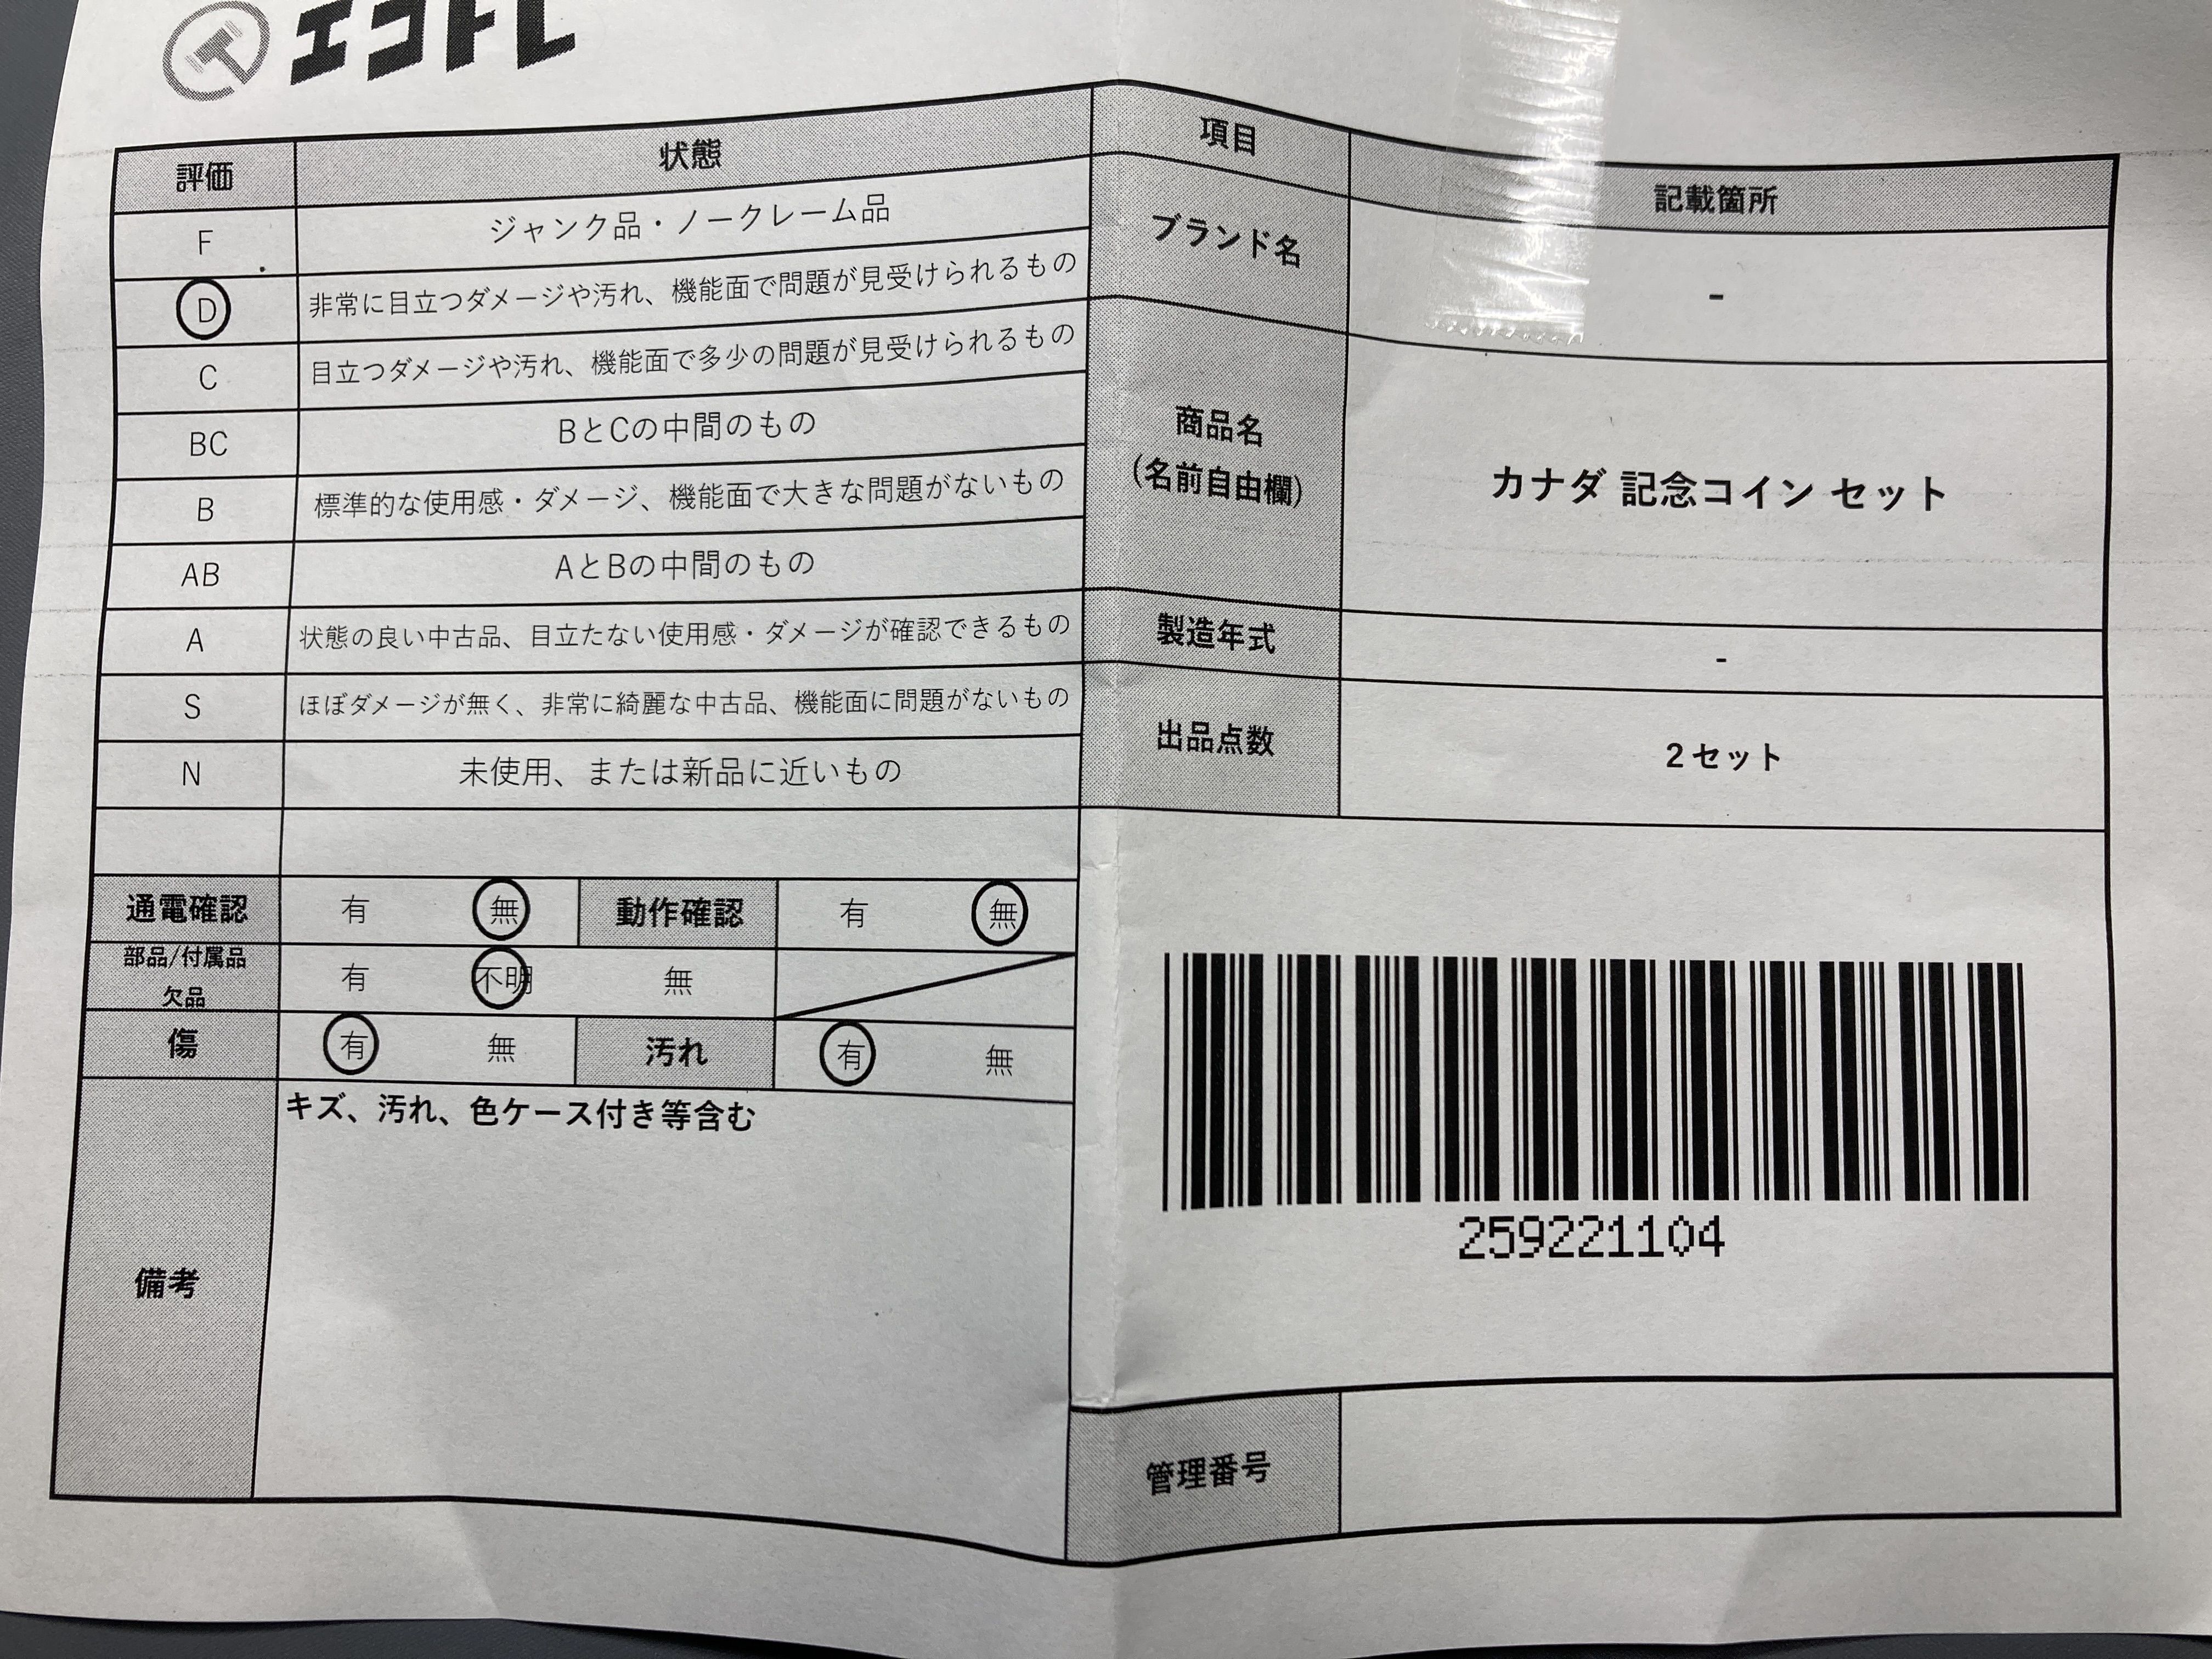 エコトレ
評価 状態
F ジャンク品・ノークレーム品
D 非常に目立つダメージや汚れ、機能面で問題が見受けられるもの
C 目立つダメージや汚れ、機能面で多少の問題が見受けられるもの
BC BとCの中間のもの
B 標準的な使用感・ダメージ、機能面で大きな問題がないもの
AB AとBの中間のもの
A 状態の良い中古品、目立たない使用感・ダメージが確認できるもの
S ほぼダメージが無く、非常に綺麗な中古品、機能面に問題がないもの
N 未使用、または新品に近いもの
通電確認 有 無 動作確認 有 無
部品/付属品
欠品 有 不明 無
傷 有 無 汚れ 有 無
備考 キズ、汚れ、色ケース付き等含む
項目 記載箇所
ブランド名 -
商品名
(名前自由欄) カナダ 記念コイン セット
製造年式 -
出品点数 2セット
259221104
管理番号